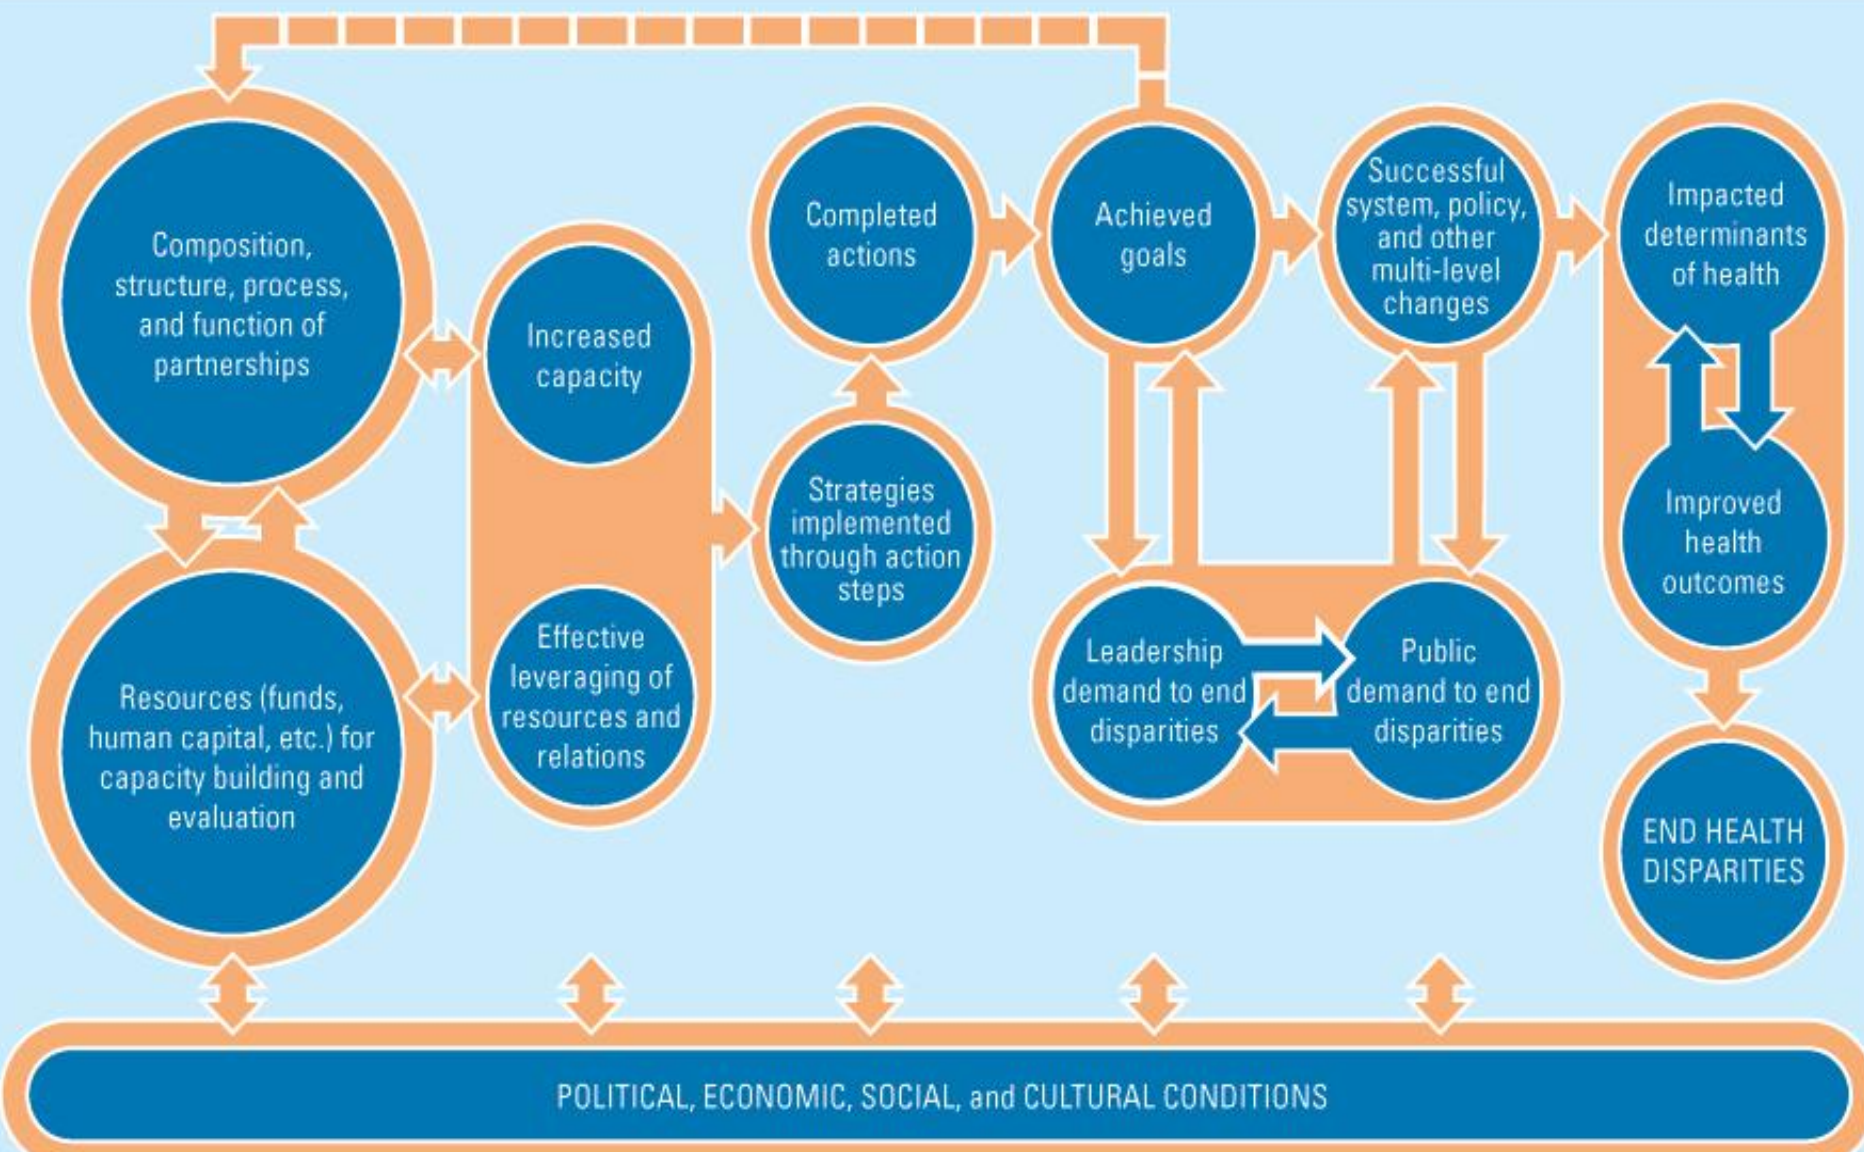 Composition,
structure, process,
and function of
partnerships
Resources (funds,
human capital, etc.) for
capacity building and
evaluation
Increased
capacity
Effective
leveraging of
resources and
relations
Completed
actions
Strategies
implemented
through action
steps
Achieved
goals
Successful
system, policy,
and other
multi-level
changes
Leadership
demand to end
disparities
Public
demand to end
disparities
Impacted
determinants
of health
Improved
health
outcomes
END HEALTH
DISPARITIES
POLITICAL, ECONOMIC, SOCIAL, and CULTURAL CONDITIONS